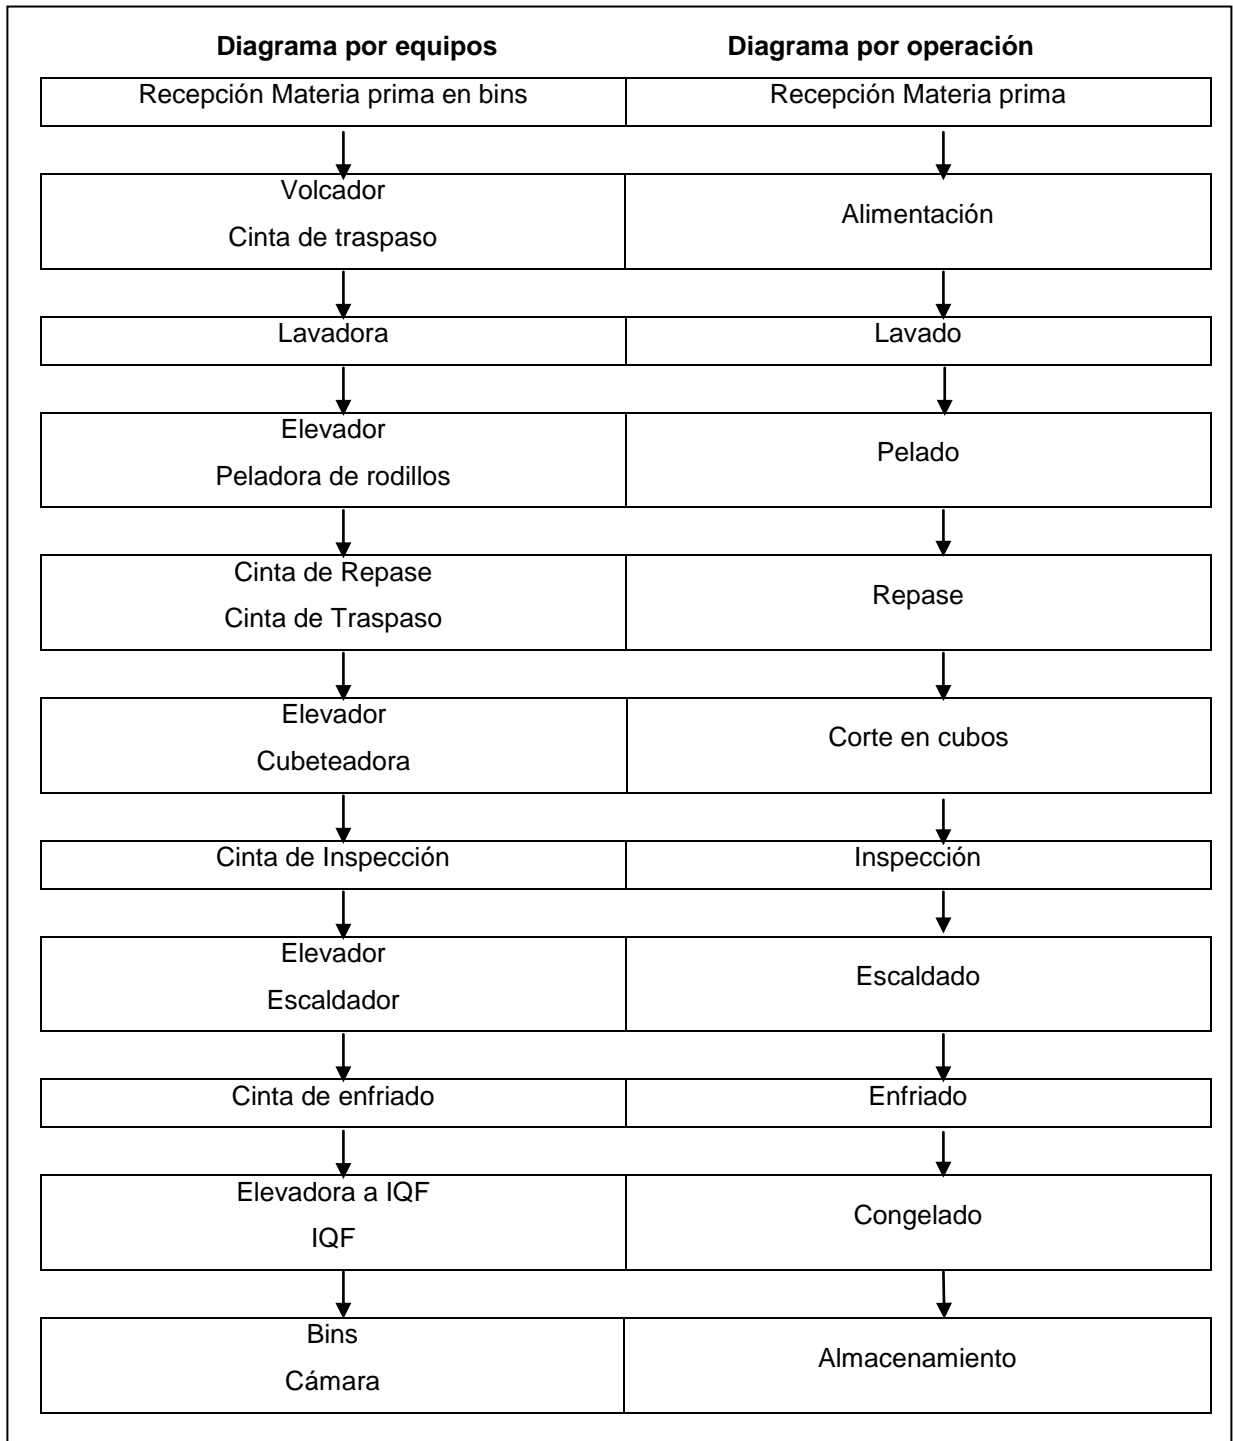 Diagrama por equipos Diagrama por operación
Recepción Materia prima en bins Recepción Materia prima
Volcador
Cinta de traspaso
Alimentación
Lavadora Lavado
Elevador
Peladora de rodillos
Pelado
Cinta de Repase
Cinta de Traspaso
Repase
Elevador
Cubeteadora
Corte en cubos
Cinta de Inspección Inspección
Elevador
Escaldador
Escaldado
Cinta de enfriado Enfriado
Elevadora a IQF
IQF
Congelado
Bins
Cámara
Almacenamiento